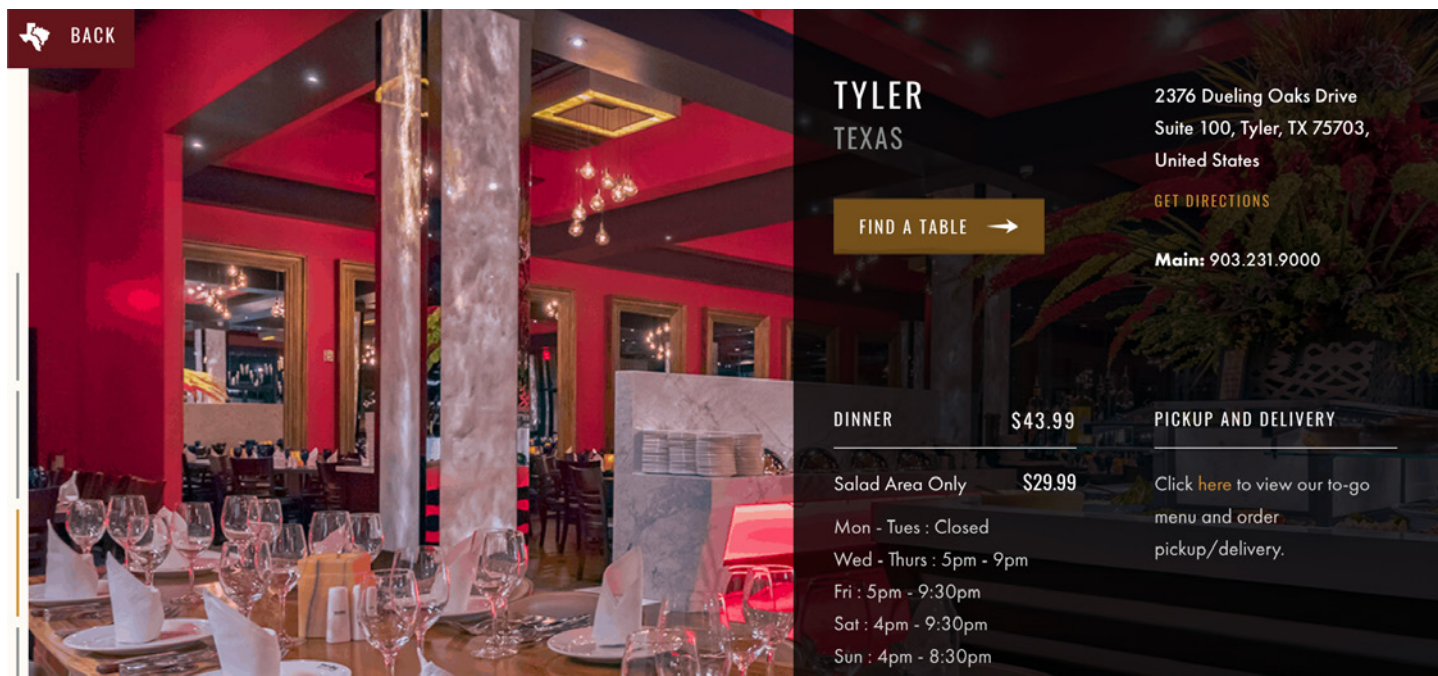 BACK
TYLER
TEXAS
FIND A TABLE
2376 Dueling Oaks Drive
Suite 100, Tyler, TX 75703,
United States
GET DIRECTIONS
Main: 903.231.9000
DINNER $43.99
Salad Area Only $29.99
Mon - Tues : Closed
Wed - Thurs : 5pm - 9pm
Fri : 5pm - 9:30pm
Sat : 4pm - 9:30pm
Sun : 4pm - 8:30pm
PICKUP AND DELIVERY
Click here to view our to-go
menu and order
pickup/delivery.